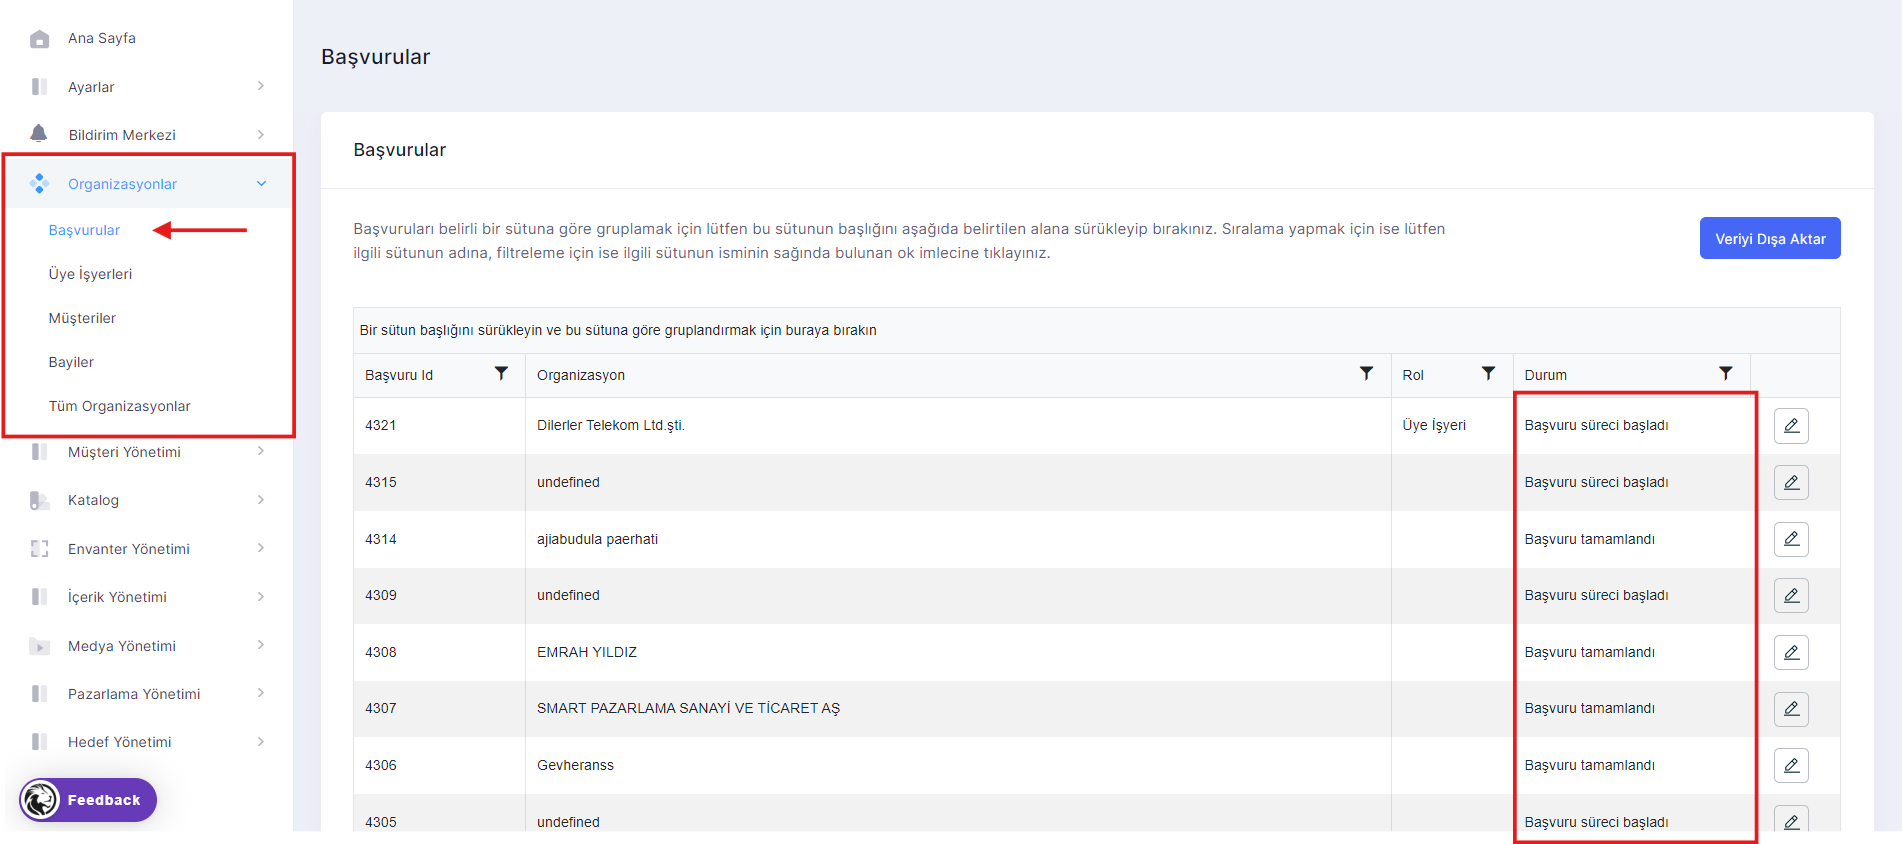 Ana Sayfa
Ayarlar
Bildirim Merkezi
Organizasyonlar
Başvurular
Üye İşyerleri
Müşteriler
Bayiler
Tüm Organizasyonlar
Müşteri Yönetimi
Katalog
Envanter Yönetimi
İçerik Yönetimi
Medya Yönetimi
Pazarlama Yönetimi
Hedef Yönetimi
Feedback
Başvurular
Başvurular
Başvuruları belirli bir sütuna göre gruplamak için lütfen bu sütunun başlığını aşağıda belirtilen alana sürükleyip bırakınız. Sıralama yapmak için ise lütfen
ilgili sütunun adına, filtreleme için ise ilgili sütunun isminin sağında bulunan ok imlecine tıklayınız.
Veriyi Dışa Aktar
Bir sütun başlığını sürükleyin ve bu sütuna göre gruplandırmak için buraya bırakın
Başvuru Id Organizasyon Rol Durum
4321 Dilerler Telekom Ltd.şti. Üye İşyeri Başvuru süreci başladı
4315 undefined Başvuru süreci başladı
4314 ajiabudula paerhati Başvuru tamamlandı
4309 undefined Başvuru süreci başladı
4308 EMRAH YILDIZ Başvuru tamamlandı
4307 SMART PAZARLAMA SANAYİ VE TİCARET AŞ Başvuru tamamlandı
4306 Gevheranss Başvuru tamamlandı
4305 undefined Başvuru süreci başladı